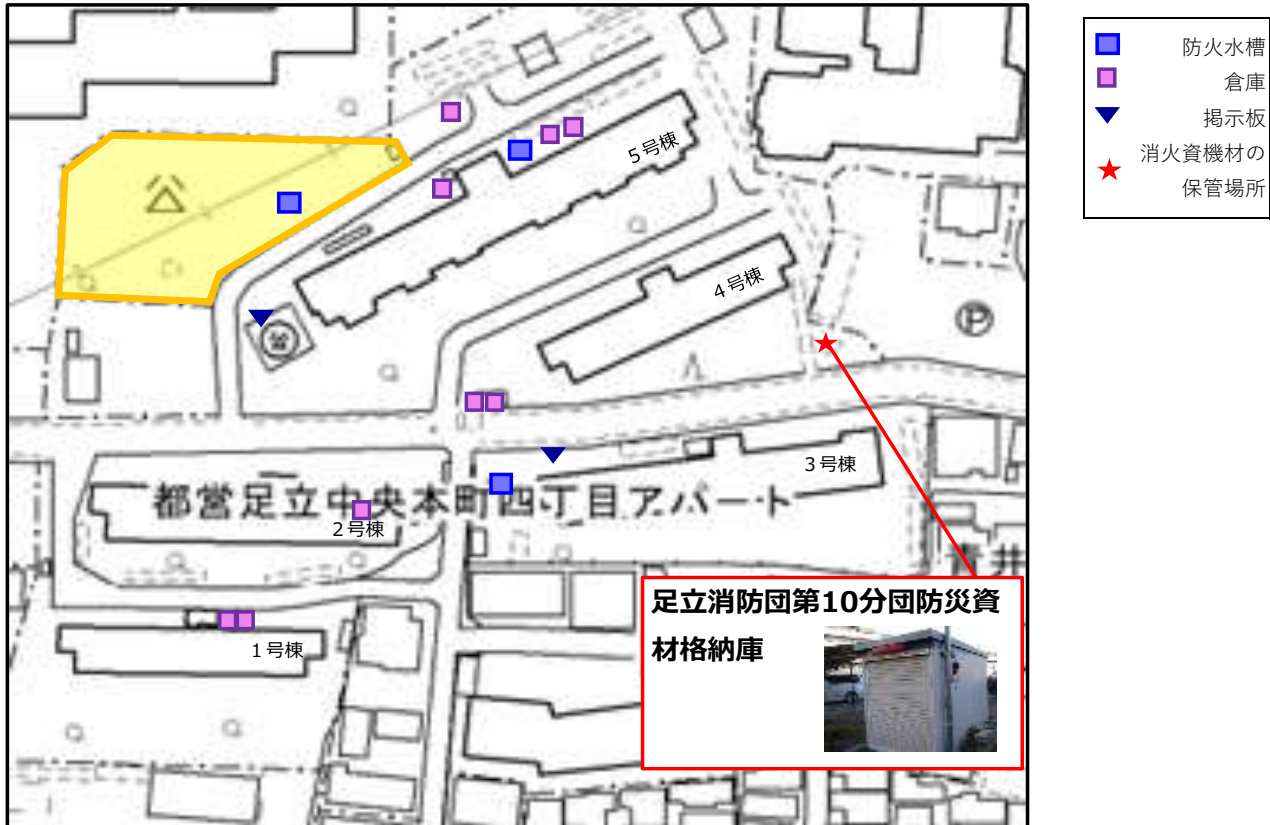 防火水槽
倉庫
掲示板
消火資機材の
保管場所
5号棟
4号棟
P
3号棟
都営足立中央本町四丁目アパート
2号棟
井
足立消防団第10分団防災資
材格納庫
1号棟